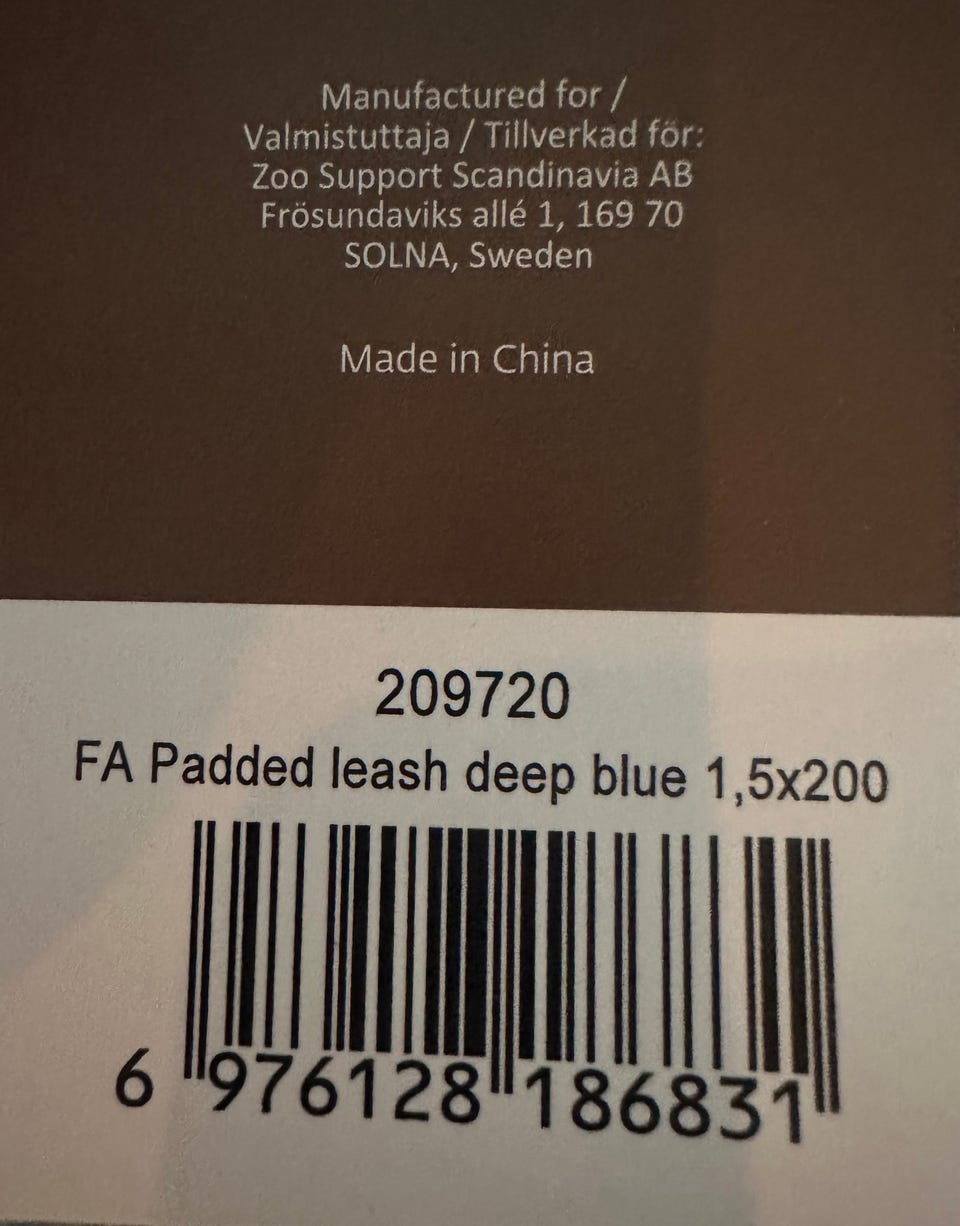 Manufactured for /
Valmistuttaja / Tillverkad för:
Zoo Support Scandinavia AB
Frösundaviks allé 1, 169 70
SOLNA, Sweden
Made in China
209720
FA Padded leash deep blue 1,5x200
6 976128 186831